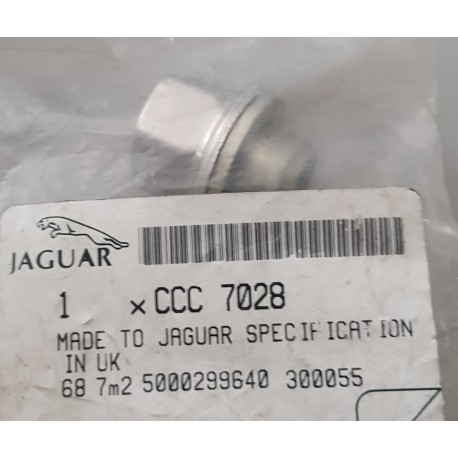 JAGUAR
1 x CCC 7028
MADE TO JAGUAR SPECIFICATION
IN UK
68 7m2 5000299640 300055